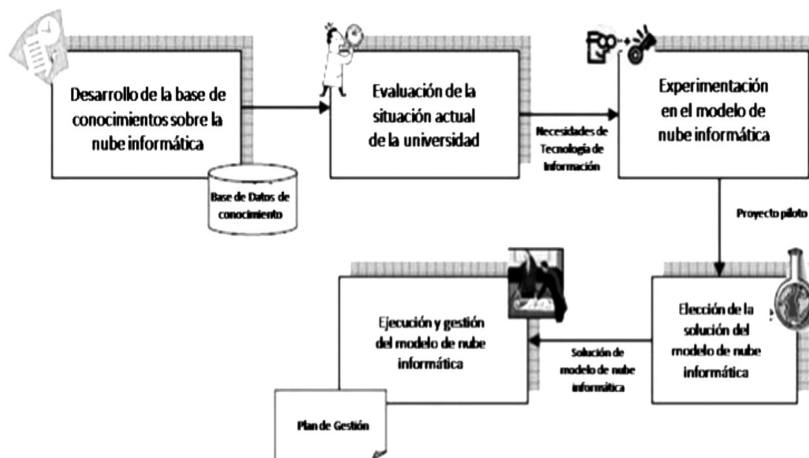 Desarrollo de la base de
conocimientos sobre la
nube informática
Base de Datos de
conocimiento
Evaluación de la
situación actual
de la universidad
Necesidades de
Tecnología de
Información
Experimentación
en el modelo de
nube informática
Proyecto piloto
Elección de la
solución del
modelo de nube
informática
Solución de
modelo de nube
informática
Ejecución y gestión
del modelo de nube
informática
Plan de Gestión